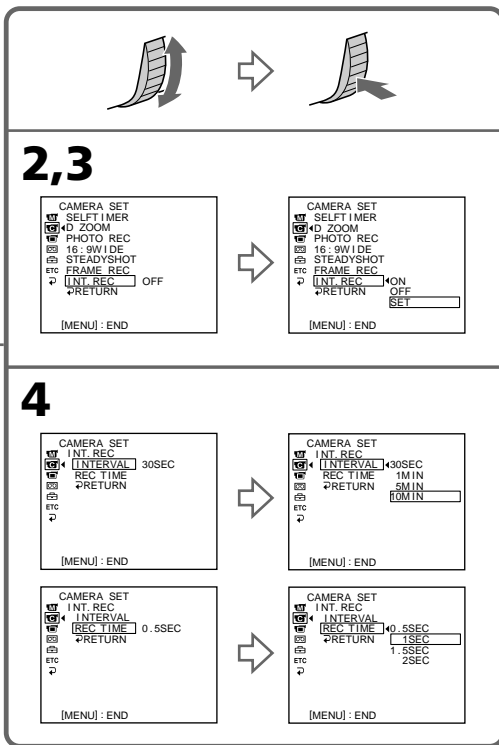 2,3
CAMERA SET
SELFTIMER
D ZOOM
PHOTO REC
16:9WIDE
STEADYSHOT
ETC FRAME REC
INT. REC OFF
RETURN
[MENU] : END
CAMERA SET
SELFTIMER
D ZOOM
PHOTO REC
16:9WIDE
STEADYSHOT
ETC FRAME REC
INT. REC ON
RETURN OFF
SET
[MENU] : END
4
CAMERA SET
INT. REC
INTERVAL 30SEC
REC TIME
RETURN
ETC
[MENU] : END
CAMERA SET
INT. REC
INTERVAL 30SEC
REC TIME 1MIN
RETURN 5MIN
10MIN
ETC
[MENU] : END
CAMERA SET
INT. REC
INTERVAL
REC TIME 0.5SEC
RETURN
ETC
[MENU] : END
CAMERA SET
INT. REC
INTERVAL
REC TIME 0.5SEC
RETURN 1SEC
1.5SEC
ETC 2SEC
[MENU] : END